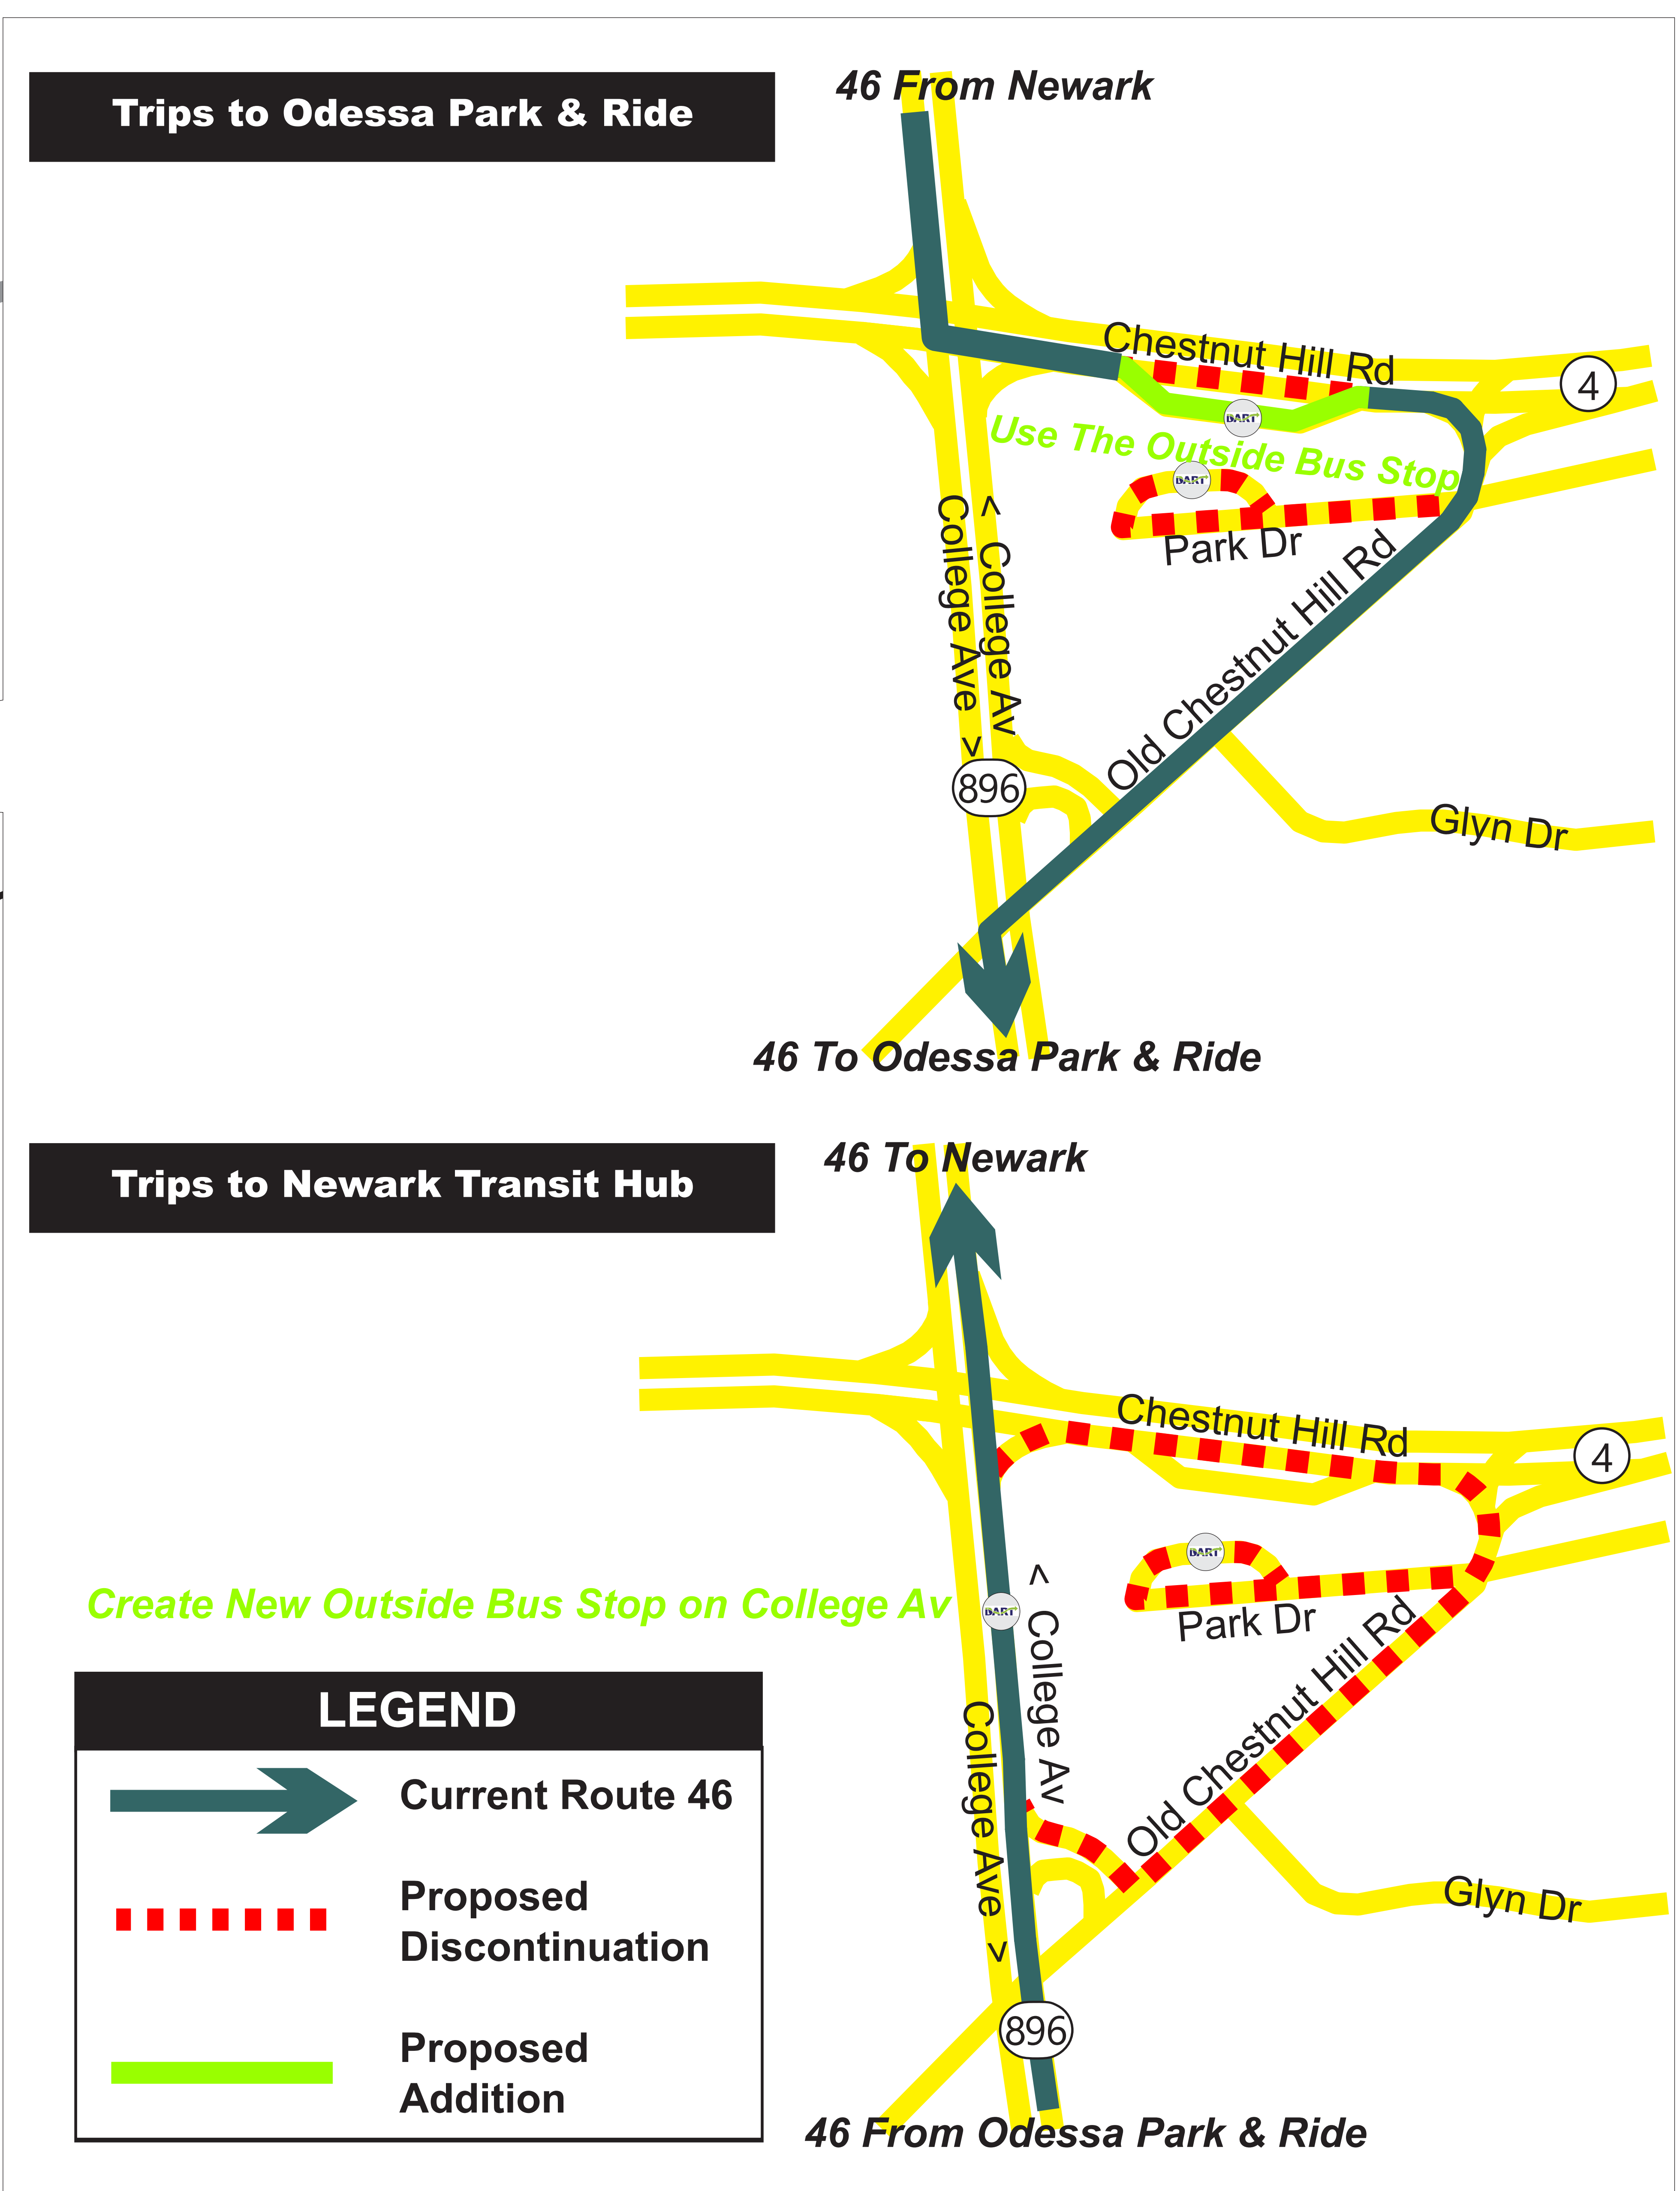 Trips to Odessa Park & Ride
46 From Newark
Chestnut Hill Rd
4
DART
Use The Outside Bus Stop
DART
Park Dr
< College Av
College Ave >
Old Chestnut Hill Rd
896
Glyn Dr
46 To Odessa Park & Ride
Trips to Newark Transit Hub
46 To Newark
Chestnut Hill Rd
4
DART
Create New Outside Bus Stop on College Av
DART
Park Dr
< College Av
College Ave >
Old Chestnut Hill Rd
Glyn Dr
896
46 From Odessa Park & Ride
LEGEND
Current Route 46
Proposed
Discontinuation
Proposed
Addition